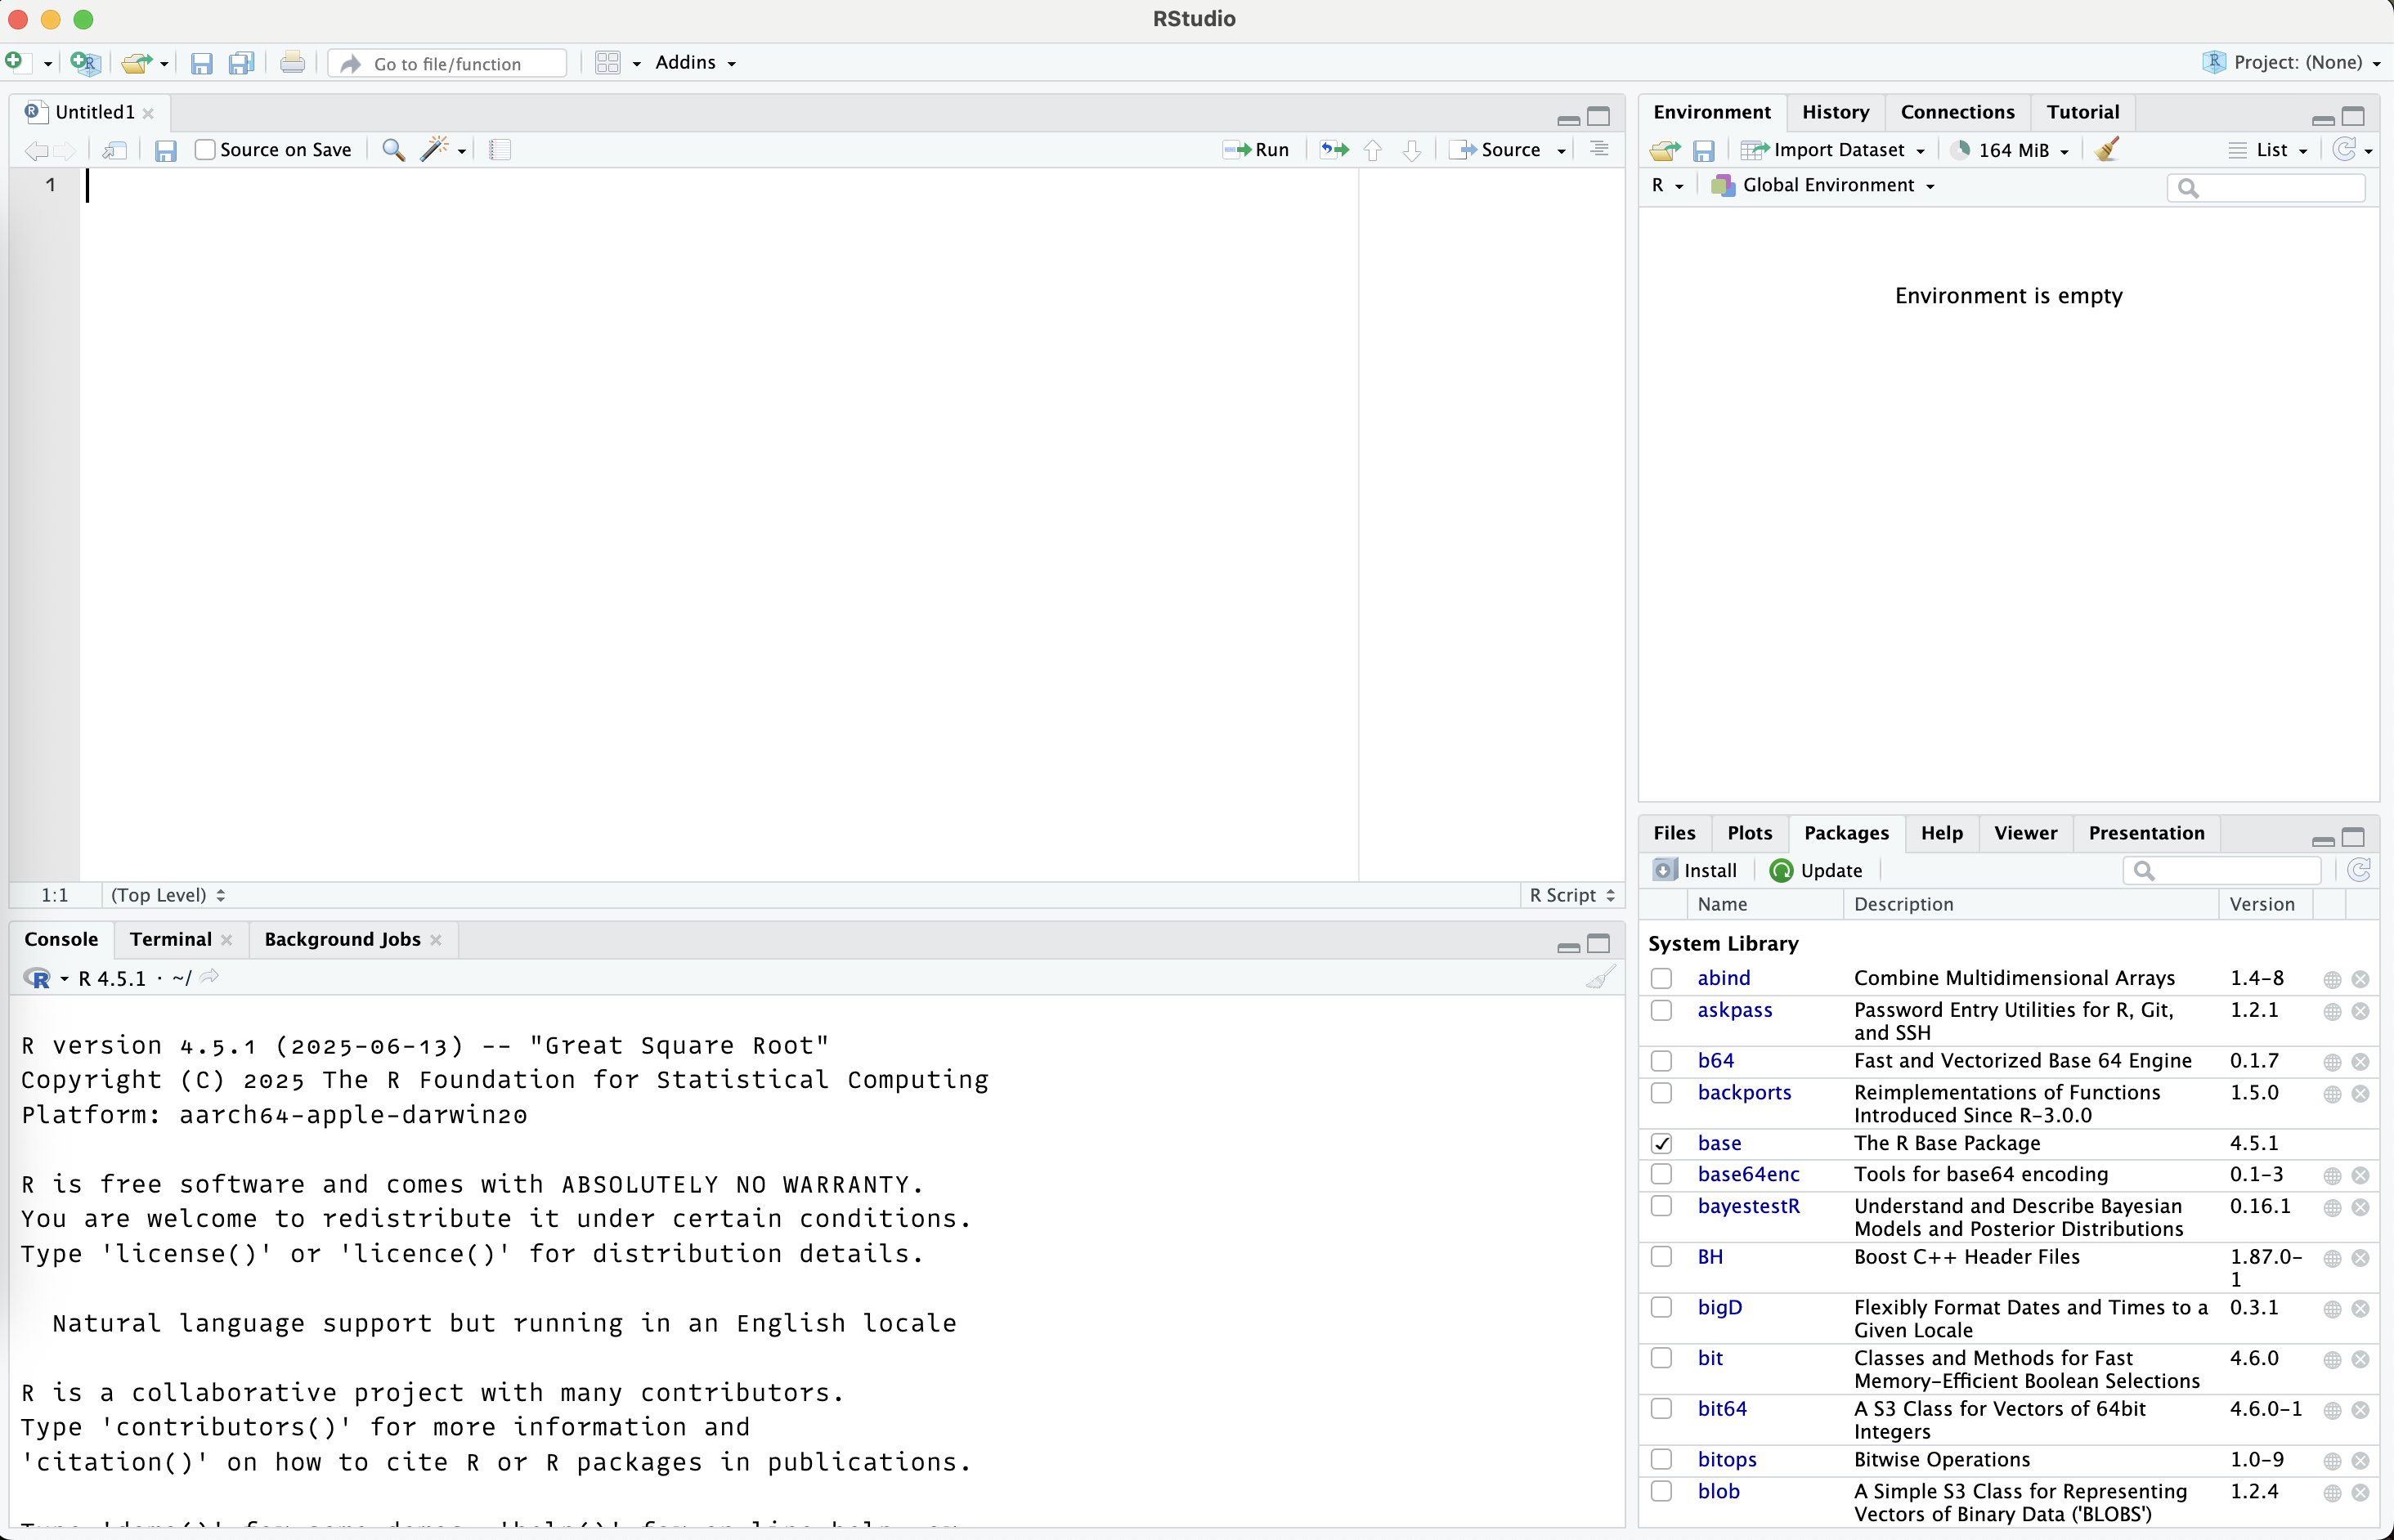 RStudio
Go to file/function
Addins
Project: (None)
Untitled1
Source on Save
Run
Source
1
1:1 (Top Level)
R Script
Console Terminal Background Jobs
R 4.5.1 · ~/
R version 4.5.1 (2025-06-13) -- "Great Square Root"
Copyright (C) 2025 The R Foundation for Statistical Computing
Platform: aarch64-apple-darwin20
R is free software and comes with ABSOLUTELY NO WARRANTY.
You are welcome to redistribute it under certain conditions.
Type 'license()' or 'licence()' for distribution details.
Natural language support but running in an English locale
R is a collaborative project with many contributors.
Type 'contributors()' for more information and
'citation()' on how to cite R or R packages in publications.
Environment History Connections Tutorial
Import Dataset 164 MiB List
R Global Environment
Environment is empty
Files Plots Packages Help Viewer Presentation
Install Update
Name Description Version
System Library
abind Combine Multidimensional Arrays 1.4-8
askpass Password Entry Utilities for R, Git, 1.2.1
and SSH
b64 Fast and Vectorized Base 64 Engine 0.1.7
backports Reimplementations of Functions 1.5.0
Introduced Since R-3.0.0
base The R Base Package 4.5.1
base64enc Tools for base64 encoding 0.1-3
bayestestR Understand and Describe Bayesian 0.16.1
Models and Posterior Distributions
BH Boost C++ Header Files 1.87.0-
1
bigD Flexibly Format Dates and Times to a 0.3.1
Given Locale
bit Classes and Methods for Fast 4.6.0
Memory-Efficient Boolean Selections
bit64 A S3 Class for Vectors of 64bit 4.6.0-1
Integers
bitops Bitwise Operations 1.0-9
blob A Simple S3 Class for Representing 1.2.4
Vectors of Binary Data ('BLOBS')